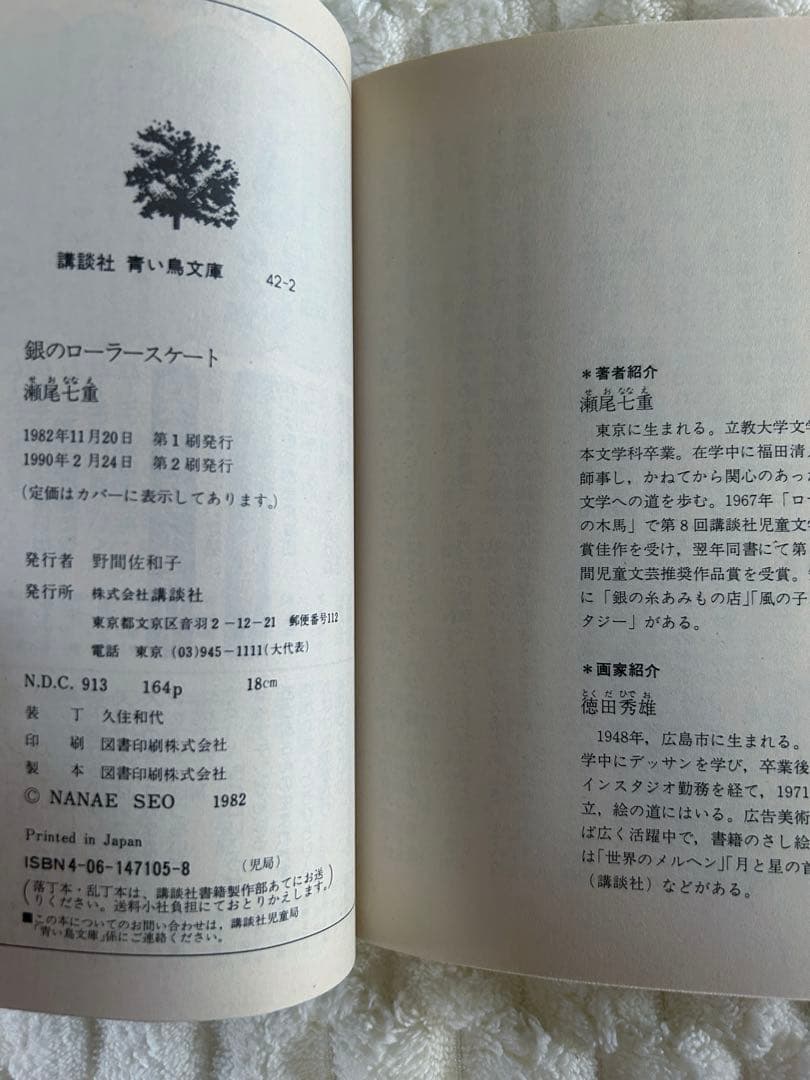 講談社 青い鳥文庫 42-2
銀のローラースケート
せおななえ
瀬尾七重
1982年11月20日 第1刷発行
1990年2月24日 第2刷発行
(定価はカバーに表示してあります。)
発行者 野間佐和子
発行所 株式会社講談社
東京都文京区音羽2-12-21 郵便番号112
電話 東京(03)945-1111(大代表)
N.D.C. 913 164p 18cm
装丁 久住和代
印刷 図書印刷株式会社
製本 図書印刷株式会社
© NANAE SEO 1982
Printed in Japan
ISBN4-06-147105-8 (児局)
(落丁本・乱丁本は、講談社書籍製作部あてにお送
りください。送料小社負担にておとりかえします。)
■この本についてのお問い合わせは、講談社児童局
「青い鳥文庫」係にご連絡ください。
＊著者紹介
せおななえ
瀬尾七重
東京に生まれる。立教大学文学
本文学科卒業。在学中に福田清
師事し，かねてから関心のあっ
文学への道を歩む。1967年「ロ
の木馬」で第8回講談社児童文
賞佳作を受け，翌年同書にて第
間児童文芸推奨作品賞を受賞。
に「銀の糸あみもの店」「風の子
タジー」がある。
＊画家紹介
とくだひでお
徳田秀雄
1948年，広島市に生まれる。
学中にデッサンを学び，卒業後
インスタジオ勤務を経て，1971
立，絵の道にはいる。広告美術
ば広く活躍中で，書籍のさし絵
は「世界のメルヘン」「月と星の首
（講談社）などがある。